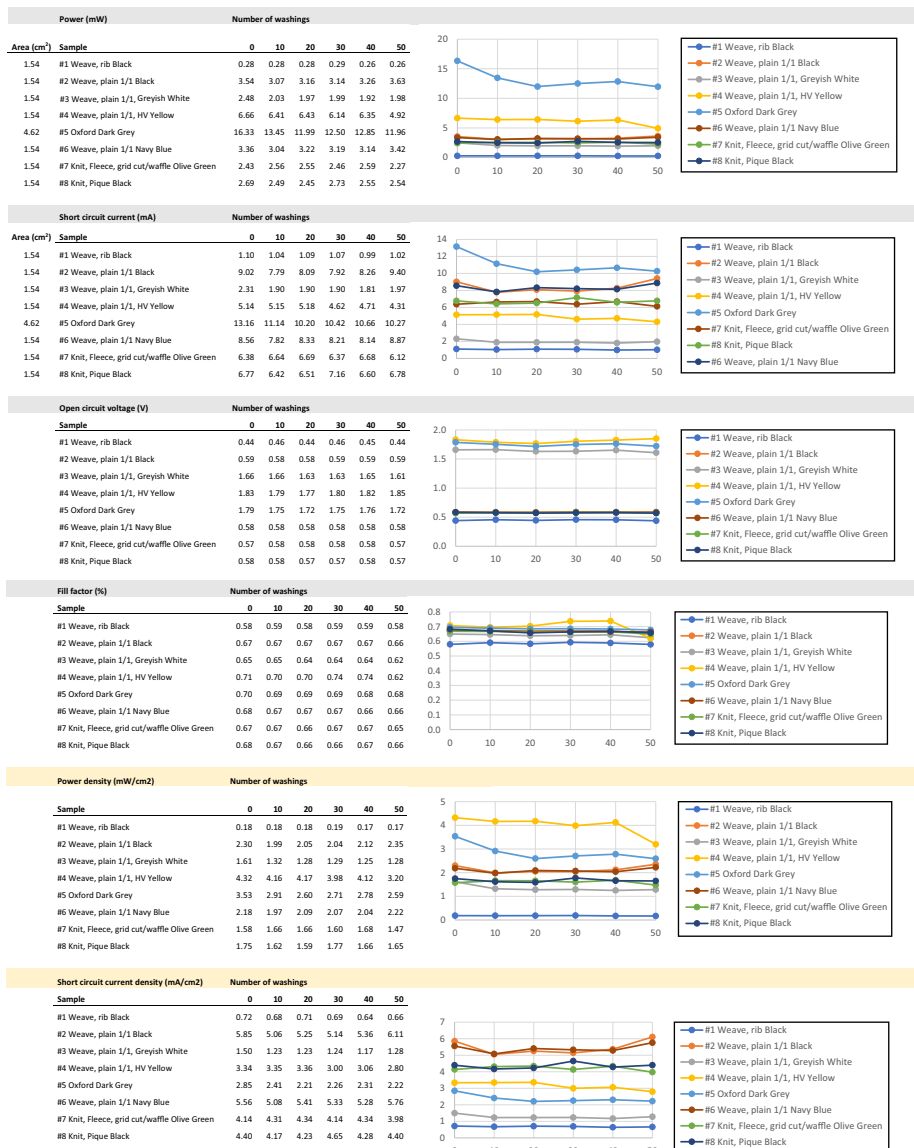 Power (mW) Number of washings
Area (cm²) Sample 0 10 20 30 40 50
1.54 #1 Weave, rib Black 0.28 0.28 0.28 0.29 0.26 0.26
1.54 #2 Weave, plain 1/1 Black 3.54 3.07 3.16 3.14 3.26 3.63
1.54 #3 Weave, plain 1/1, Greyish White 2.48 2.03 1.97 1.99 1.92 1.98
1.54 #4 Weave, plain 1/1, HV Yellow 6.66 6.41 6.43 6.14 6.35 4.92
4.62 #5 Oxford Dark Grey 16.33 13.45 11.99 12.50 12.85 11.96
1.54 #6 Weave, plain 1/1 Navy Blue 3.36 3.04 3.22 3.19 3.14 3.42
1.54 #7 Knit, Fleece, grid cut/waffle Olive Green 2.43 2.56 2.55 2.46 2.59 2.27
1.54 #8 Knit, Pique Black 2.69 2.49 2.45 2.73 2.55 2.54
20
15
10
5
0
0 10 20 30 40 50
#1 Weave, rib Black
#2 Weave, plain 1/1 Black
#3 Weave, plain 1/1, Greyish White
#4 Weave, plain 1/1, HV Yellow
#5 Oxford Dark Grey
#6 Weave, plain 1/1 Navy Blue
#7 Knit, Fleece, grid cut/waffle Olive Green
#8 Knit, Pique Black
Short circuit current (mA) Number of washings
Area (cm²) Sample 0 10 20 30 40 50
1.54 #1 Weave, rib Black 1.10 1.04 1.09 1.07 0.99 1.02
1.54 #2 Weave, plain 1/1 Black 9.02 7.79 8.09 7.92 8.26 9.40
1.54 #3 Weave, plain 1/1, Greyish White 2.31 1.90 1.90 1.90 1.81 1.97
1.54 #4 Weave, plain 1/1, HV Yellow 5.14 5.15 5.18 4.62 4.71 4.31
4.62 #5 Oxford Dark Grey 13.16 11.14 10.20 10.42 10.66 10.27
1.54 #6 Weave, plain 1/1 Navy Blue 8.56 7.82 8.33 8.21 8.14 8.87
1.54 #7 Knit, Fleece, grid cut/waffle Olive Green 6.38 6.64 6.69 6.37 6.68 6.12
1.54 #8 Knit, Pique Black 6.77 6.42 6.51 7.16 6.60 6.78
14
12
10
8
6
4
2
0
0 10 20 30 40 50
#1 Weave, rib Black
#2 Weave, plain 1/1 Black
#3 Weave, plain 1/1, Greyish White
#4 Weave, plain 1/1, HV Yellow
#5 Oxford Dark Grey
#7 Knit, Fleece, grid cut/waffle Olive Green
#8 Knit, Pique Black
#6 Weave, plain 1/1 Navy Blue
Open circuit voltage (V) Number of washings
Sample 0 10 20 30 40 50
#1 Weave, rib Black 0.44 0.46 0.44 0.46 0.45 0.44
#2 Weave, plain 1/1 Black 0.59 0.58 0.58 0.59 0.59 0.59
#3 Weave, plain 1/1, Greyish White 1.66 1.66 1.63 1.63 1.65 1.61
#4 Weave, plain 1/1, HV Yellow 1.83 1.79 1.77 1.80 1.82 1.85
#5 Oxford Dark Grey 1.79 1.75 1.72 1.75 1.76 1.72
#6 Weave, plain 1/1 Navy Blue 0.58 0.58 0.58 0.58 0.58 0.58
#7 Knit, Fleece, grid cut/waffle Olive Green 0.57 0.58 0.58 0.58 0.58 0.57
#8 Knit, Pique Black 0.58 0.58 0.57 0.57 0.58 0.57
2.0
1.5
1.0
0.5
0.0
0 10 20 30 40 50
#1 Weave, rib Black
#2 Weave, plain 1/1 Black
#3 Weave, plain 1/1, Greyish White
#4 Weave, plain 1/1, HV Yellow
#5 Oxford Dark Grey
#6 Weave, plain 1/1 Navy Blue
#7 Knit, Fleece, grid cut/waffle Olive Green
#8 Knit, Pique Black
Fill factor (%) Number of washings
Sample 0 10 20 30 40 50
#1 Weave, rib Black 0.58 0.59 0.58 0.59 0.59 0.58
#2 Weave, plain 1/1 Black 0.67 0.67 0.67 0.67 0.67 0.66
#3 Weave, plain 1/1, Greyish White 0.65 0.65 0.64 0.64 0.64 0.62
#4 Weave, plain 1/1, HV Yellow 0.71 0.70 0.70 0.74 0.74 0.62
#5 Oxford Dark Grey 0.70 0.69 0.69 0.69 0.68 0.68
#6 Weave, plain 1/1 Navy Blue 0.68 0.67 0.67 0.67 0.66 0.66
#7 Knit, Fleece, grid cut/waffle Olive Green 0.67 0.67 0.66 0.67 0.67 0.65
#8 Knit, Pique Black 0.68 0.67 0.66 0.66 0.67 0.66
0.8
0.7
0.6
0.5
0.4
0.3
0.2
0.1
0.0
0 10 20 30 40 50
#1 Weave, rib Black
#2 Weave, plain 1/1 Black
#3 Weave, plain 1/1, Greyish White
#4 Weave, plain 1/1, HV Yellow
#5 Oxford Dark Grey
#6 Weave, plain 1/1 Navy Blue
#7 Knit, Fleece, grid cut/waffle Olive Green
#8 Knit, Pique Black
Power density (mW/cm2) Number of washings
Sample 0 10 20 30 40 50
#1 Weave, rib Black 0.18 0.18 0.18 0.19 0.17 0.17
#2 Weave, plain 1/1 Black 2.30 1.99 2.05 2.04 2.12 2.35
#3 Weave, plain 1/1, Greyish White 1.61 1.32 1.28 1.29 1.25 1.28
#4 Weave, plain 1/1, HV Yellow 4.32 4.16 4.17 3.98 4.12 3.20
#5 Oxford Dark Grey 3.53 2.91 2.60 2.71 2.78 2.59
#6 Weave, plain 1/1 Navy Blue 2.18 1.97 2.09 2.07 2.04 2.22
#7 Knit, Fleece, grid cut/waffle Olive Green 1.58 1.66 1.66 1.60 1.68 1.47
#8 Knit, Pique Black 1.75 1.62 1.59 1.77 1.66 1.65
5
4
3
2
1
0
0 10 20 30 40 50
#1 Weave, rib Black
#2 Weave, plain 1/1 Black
#3 Weave, plain 1/1, Greyish White
#4 Weave, plain 1/1, HV Yellow
#5 Oxford Dark Grey
#6 Weave, plain 1/1 Navy Blue
#7 Knit, Fleece, grid cut/waffle Olive Green
#8 Knit, Pique Black
Short circuit current density (mA/cm2) Number of washings
Sample 0 10 20 30 40 50
#1 Weave, rib Black 0.72 0.68 0.71 0.69 0.64 0.66
#2 Weave, plain 1/1 Black 5.85 5.06 5.25 5.14 5.36 6.11
#3 Weave, plain 1/1, Greyish White 1.50 1.23 1.23 1.24 1.17 1.28
#4 Weave, plain 1/1, HV Yellow 3.34 3.35 3.36 3.00 3.06 2.80
#5 Oxford Dark Grey 2.85 2.41 2.21 2.26 2.31 2.22
#6 Weave, plain 1/1 Navy Blue 5.56 5.08 5.41 5.33 5.28 5.76
#7 Knit, Fleece, grid cut/waffle Olive Green 4.14 4.31 4.34 4.14 4.34 3.98
#8 Knit, Pique Black 4.40 4.17 4.23 4.65 4.28 4.40
7
6
5
4
3
2
1
0
#1 Weave, rib Black
#2 Weave, plain 1/1 Black
#3 Weave, plain 1/1, Greyish White
#4 Weave, plain 1/1, HV Yellow
#5 Oxford Dark Grey
#6 Weave, plain 1/1 Navy Blue
#7 Knit, Fleece, grid cut/waffle Olive Green
#8 Knit, Pique Black